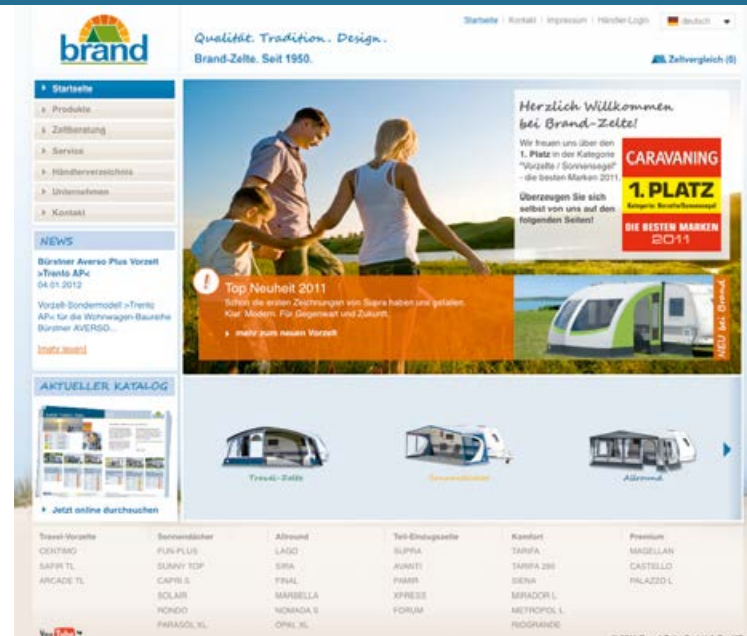 brand
Qualität. Tradition. Design.
Brand-Zelte. Seit 1950.
Startseite | Kontakt | Impressum | Händler-Login
deutsch
Zeltvergleich (0)
Startseite
Produkte
Zeltberatung
Service
Händlerverzeichnis
Unternehmen
Kontakt
Herzlich Willkommen
bei Brand-Zelte!
Wir freuen uns über den
1. Platz in der Kategorie
"Vorzelte / Sonnensegel"
- die besten Marken 2011.
Überzeugen Sie sich
selbst von uns auf den
folgenden Seiten!
CARAVANING
1. PLATZ
Kategorie: Vorzelte/Sonnensegel
DIE BESTEN MARKEN
2011
Top Neuheit 2011
Schon die ersten Zeichnungen von Supra haben uns gefallen.
Klar. Modern. Für Gegenwart und Zukunft.
mehr zum neuen Vorzelt
NEU bei Brand
NEWS
Bürstner Averso Plus Vorzelt
>Trento AP<
04.01.2012
Vorzelt-Sondermodell >Trento
AP< für die Wohnwagen-Baureihe
Bürstner AVERSO...
[mehr lesen]
AKTUELLER KATALOG
Jetzt online durchsuchen
Travel-Zelte
Sonnendächer
Allround
Travel-Vorzelte
CENTIMO
SAFIR TL
ARCADE TL
Sonnendächer
FUN-PLUS
SUNNY TOP
CAPRI S
SOLAIR
RONDO
PARASOL XL
Allround
LAGO
SIRA
FINAL
MARBELLA
NOMADA S
OPAL XL
Teil-Einzugszelte
SUPRA
AVANTI
PAMIR
XPRESS
FORUM
Komfort
TARIFA
TARIFA 280
SIENA
MIRADOR L
METROPOL L
RIOGRANDE
Premium
MAGELLAN
CASTELLO
PALAZZO L
You Tube